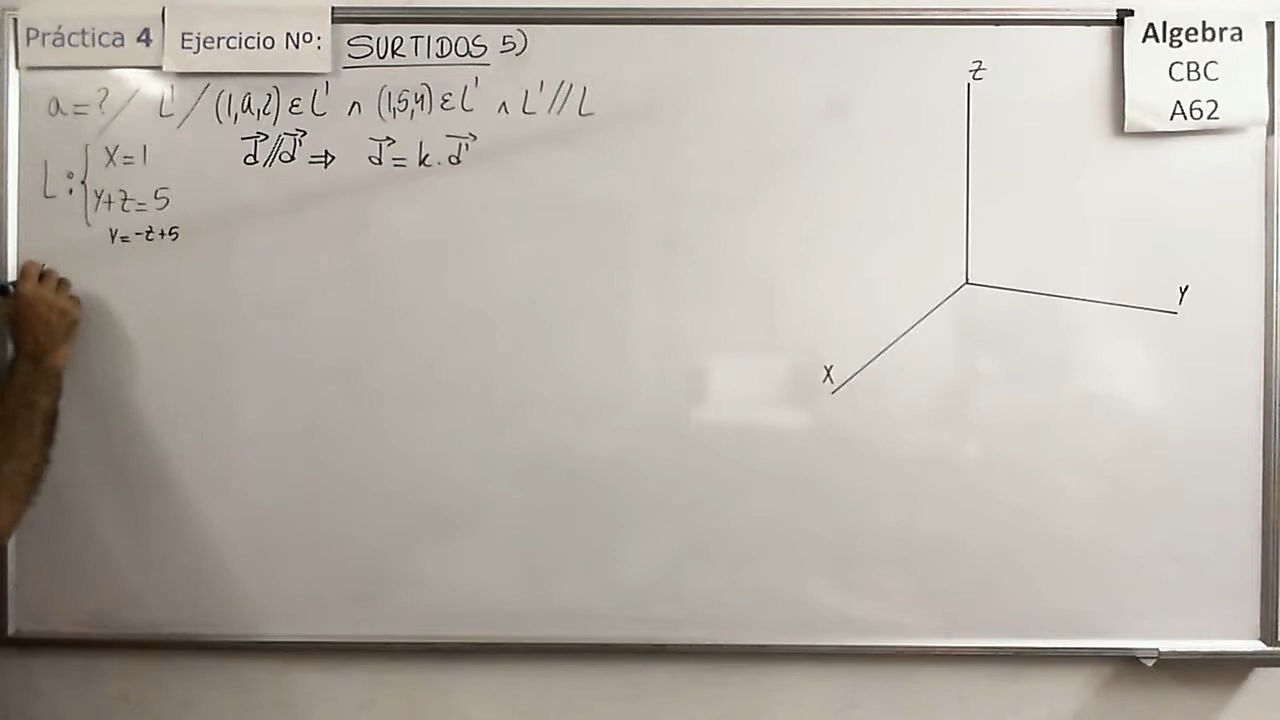 Práctica 4 Ejercicio Nº: SURTIDOS 5)
Algebra
CBC
A62
a=? / L' / (1,a,2) ε L' ∧ (1,5,4) ε L' ∧ L' // L
L: { X=1
Y+Z=5
Y=-Z+5
d⃗ // d⃗' ⇒ d⃗ = k . d⃗'
Z
Y
X